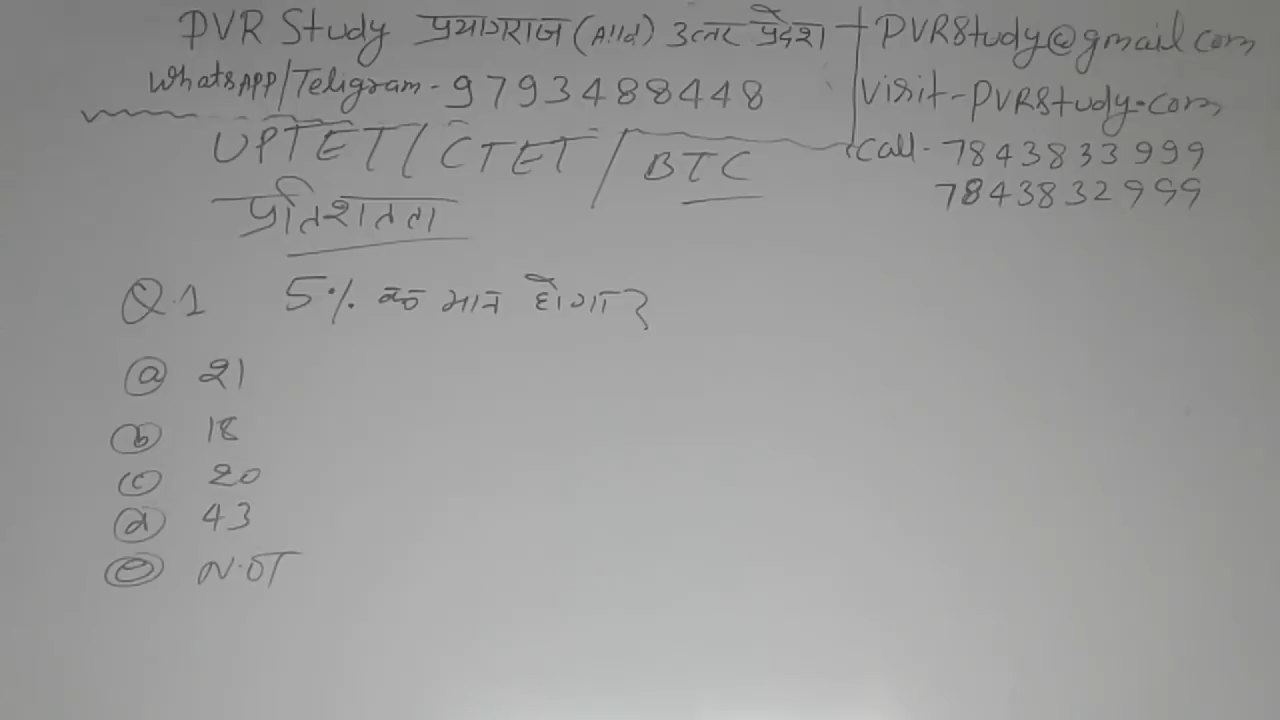 PVR Study प्रयागराज (Alld) उत्तर प्रदेश
WhatsAPP/Teligram - 9793488448
PVRStudy@gmail.com
Visit - PVRStudy.com
Call - 7843833999
7843832999
UPTET / CTET / BTC
प्रतिशतता
Q.1 5% क मान होगा?
(a) 21
(b) 18
(c) 20
(d) 43
(e) N.OT